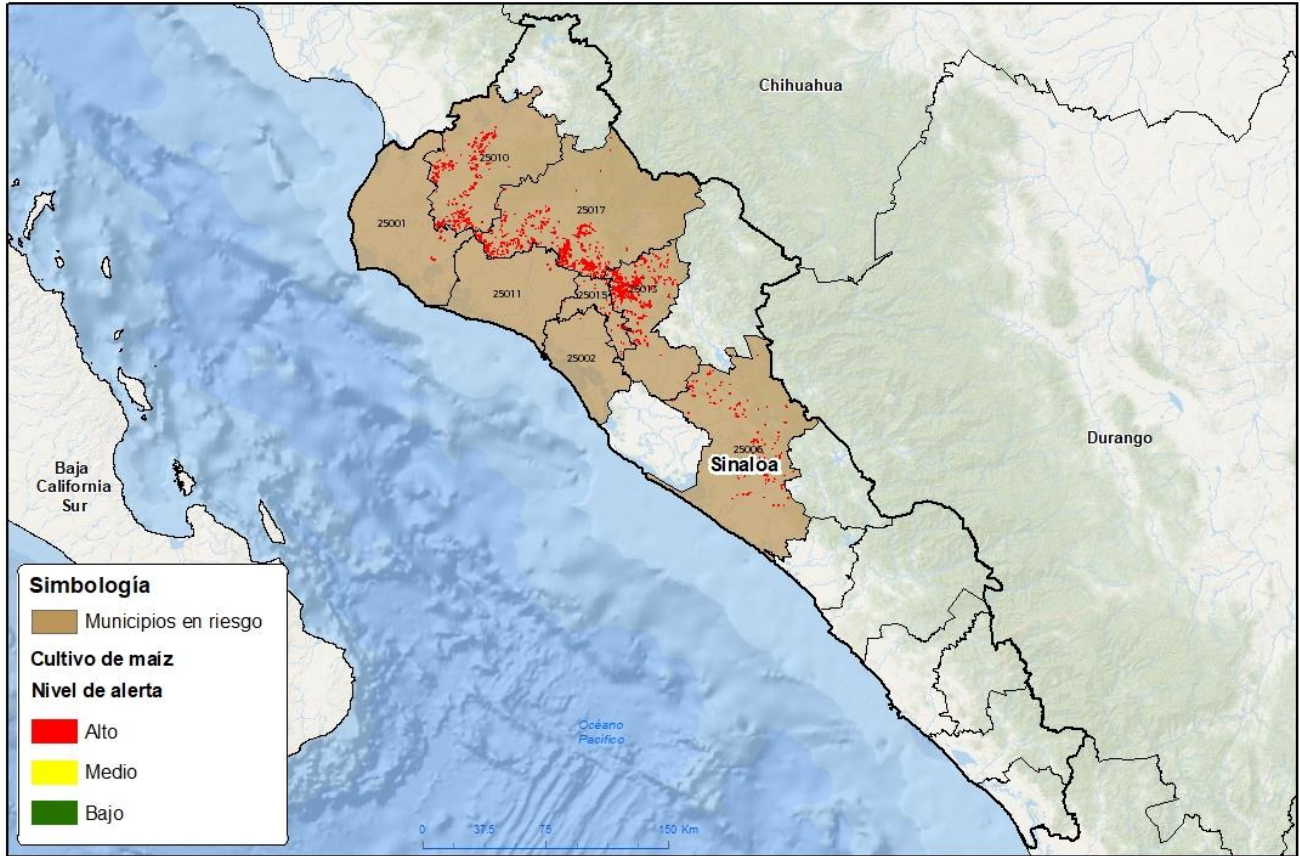 Chihuahua
25010
25017
25001
25011
25015
25013
25002
25006
Sinaloa
Durango
Baja
California
Sur
Océano
Pacífico
Simbología
Municipios en riesgo
Cultivo de maíz
Nivel de alerta
Alto
Medio
Bajo
0 37.5 75 150 Km